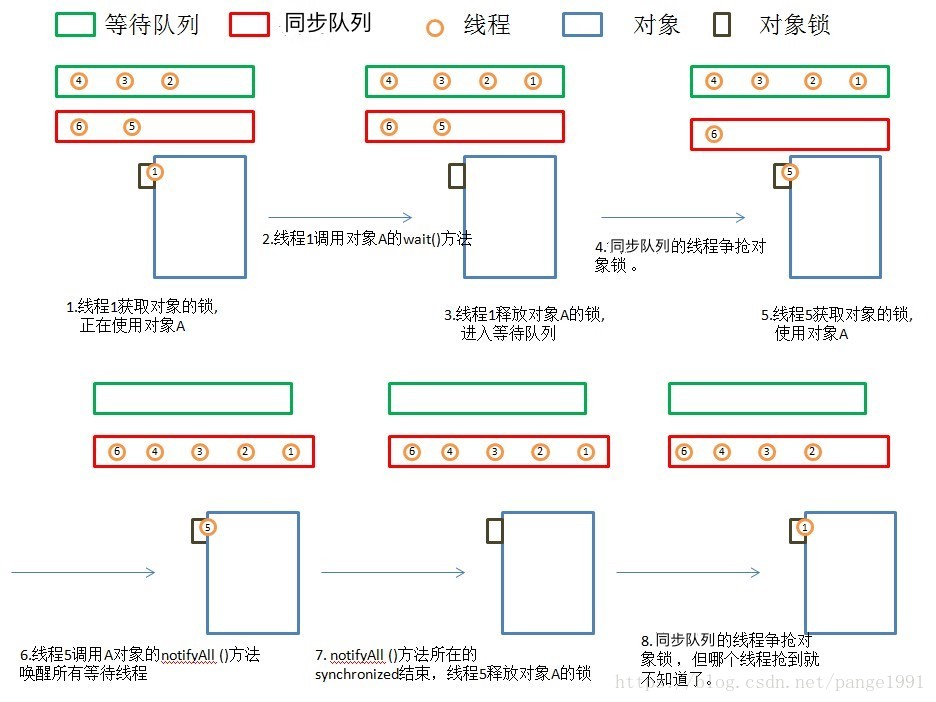 等待队列 同步队列 线程 对象 对象锁
4 3 2
6 5
1
4 3 2 1
6 5
4 3 2 1
6
5
2.线程1调用对象A的wait()方法
4.同步队列的线程争抢对
象锁。
1.线程1获取对象的锁,
正在使用对象A
3.线程1释放对象A的锁,
进入等待队列
5.线程5获取对象的锁,
使用对象A
6 4 3 2 1
5
6 4 3 2 1
6 4 3 2
1
6.线程5调用A对象的notifyAll ()方法
唤醒所有等待线程
7. notifyAll ()方法所在的
synchronized结束，线程5释放对象A的锁
8.同步队列的线程争抢对
象锁，但哪个线程抢到就
不知道了。
https://blog.csdn.net/pange1991